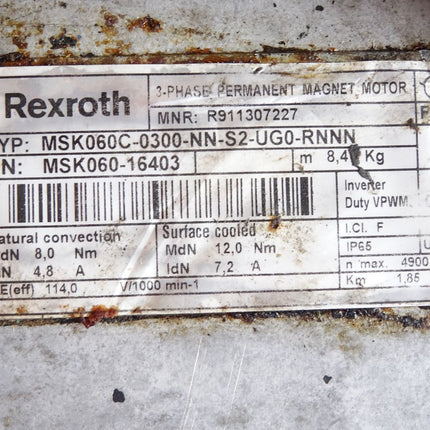 Rexroth
3-PHASE PERMANENT MAGNET MOTOR
MNR: R911307227
YP: MSK060C-0300-NN-S2-UG0-RNNN
N: MSK060-16403
m 8,4 Kg
Inverter
Duty VPWM
atural convection
Surface cooled
I.Cl. F
dN 8,0 Nm
MdN 12,0 Nm
IP65
N 4,8 A
IdN 7,2 A
n max. 4900
E(eff) 114,0 V/1000 min-1
Km 1,85